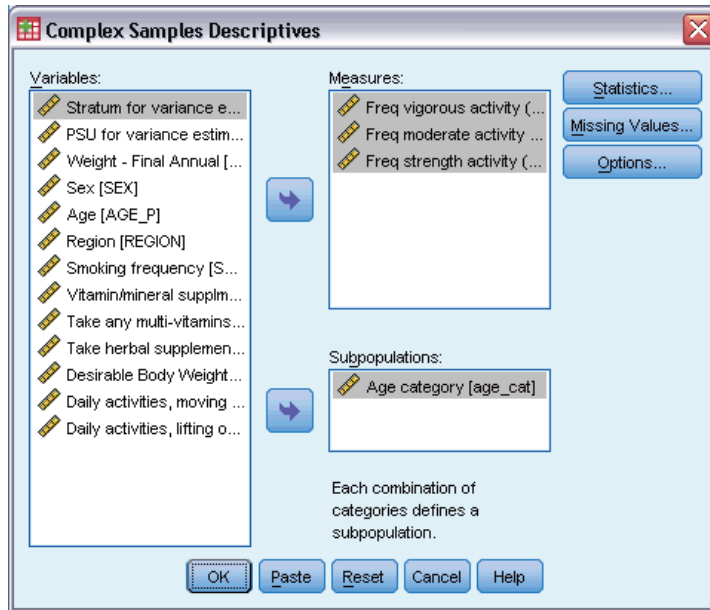 Complex Samples Descriptives
Variables:
Stratum for variance e...
PSU for variance estim...
Weight - Final Annual [...
Sex [SEX]
Age [AGE_P]
Region [REGION]
Smoking frequency [S...
Vitamin/mineral supplm...
Take any multi-vitamins...
Take herbal supplemen...
Desirable Body Weight...
Daily activities, moving ...
Daily activities, lifting o...
Measures:
Freq vigorous activity (...
Freq moderate activity ...
Freq strength activity (...
Subpopulations:
Age category [age_cat]
Each combination of
categories defines a
subpopulation.
Statistics...
Missing Values...
Options...
OK
Paste
Reset
Cancel
Help